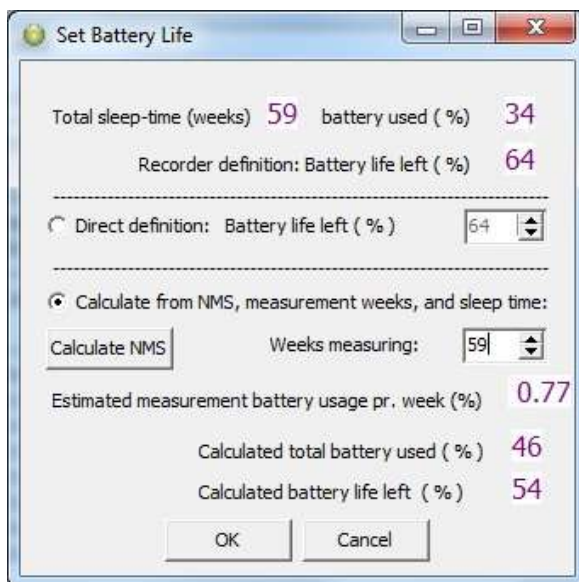 Set Battery Life
Total sleep-time (weeks) 59 battery used ( %) 34
Recorder definition: Battery life left ( %) 64
Direct definition: Battery life left ( % ) 64
Calculate from NMS, measurement weeks, and sleep time:
Calculate NMS Weeks measuring: 59
Estimated measurement battery usage pr. week (%) 0.77
Calculated total battery used ( % ) 46
Calculated battery life left ( % ) 54
OK Cancel